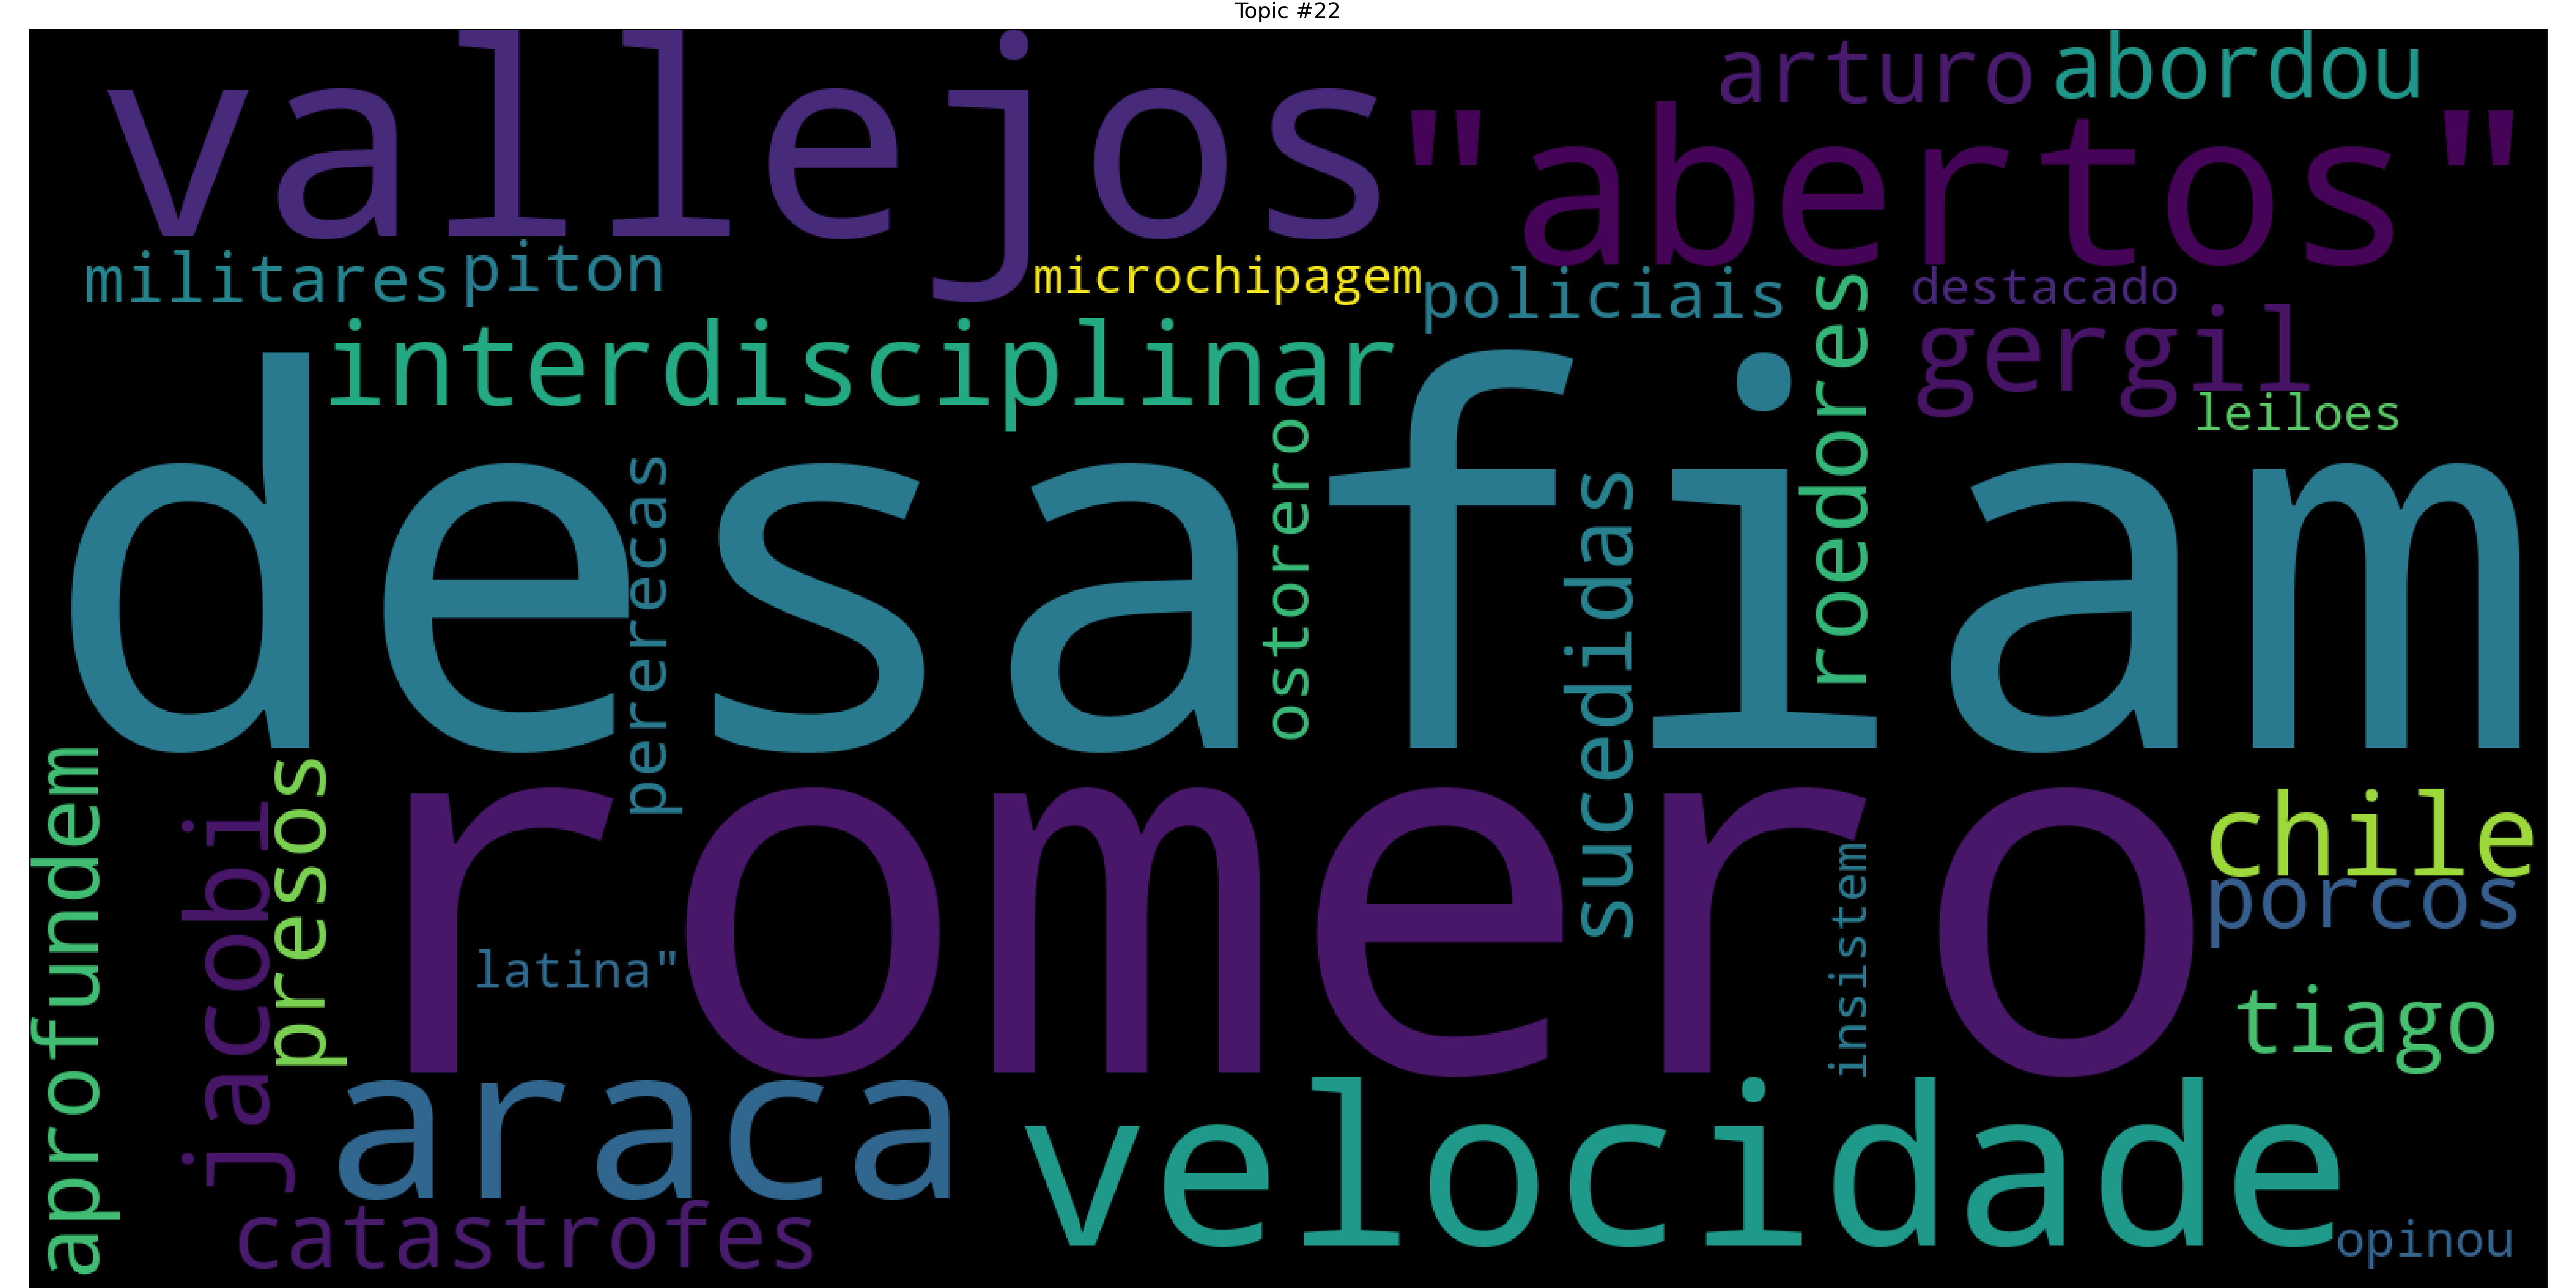 Topic #22
vallejos
arturo
abordou
"abertos"
militares
piton
microchipagem
policiais
destacado
interdisciplinar
roedores
gergil
leiloes
desafiam
pererecas
ostorero
sucedidas
aprofundem
jacobi
presos
romero
chile
porcos
latina"
insistem
tiago
araca
velocidade
catastrofes
opinou